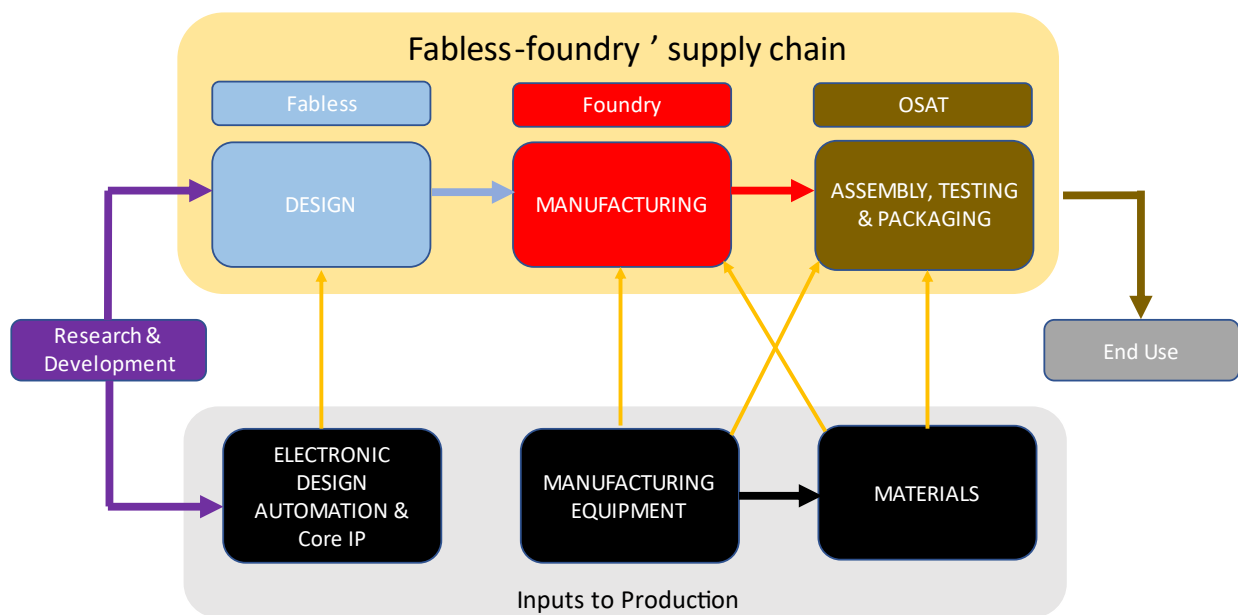 Fabless-foundry ’ supply chain
Fabless
Foundry
OSAT
DESIGN
MANUFACTURING
ASSEMBLY, TESTING
& PACKAGING
Research &
Development
End Use
ELECTRONIC
DESIGN
AUTOMATION &
Core IP
MANUFACTURING
EQUIPMENT
MATERIALS
Inputs to Production